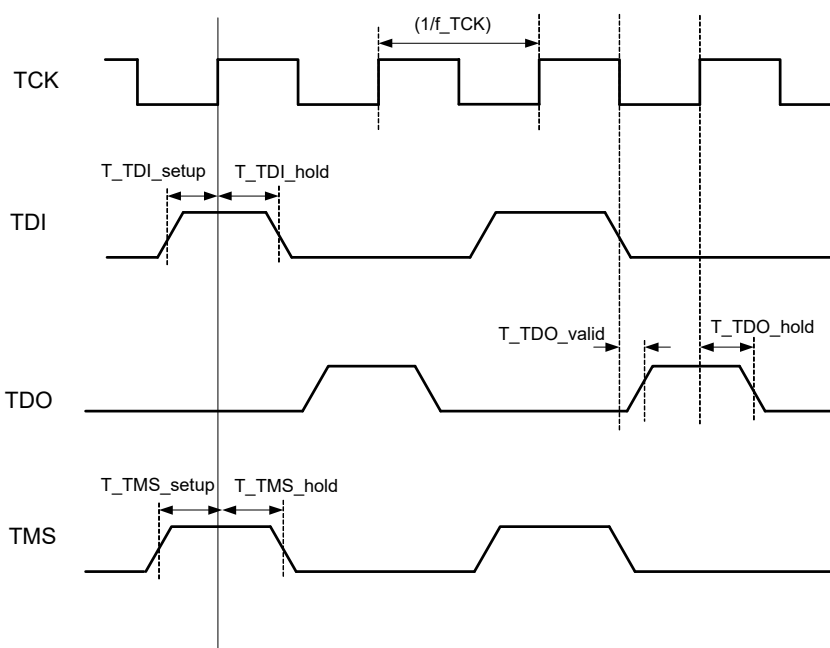 (1/f_TCK)
TCK
T_TDI_setup T_TDI_hold
TDI
T_TDO_valid T_TDO_hold
TDO
T_TMS_setup T_TMS_hold
TMS